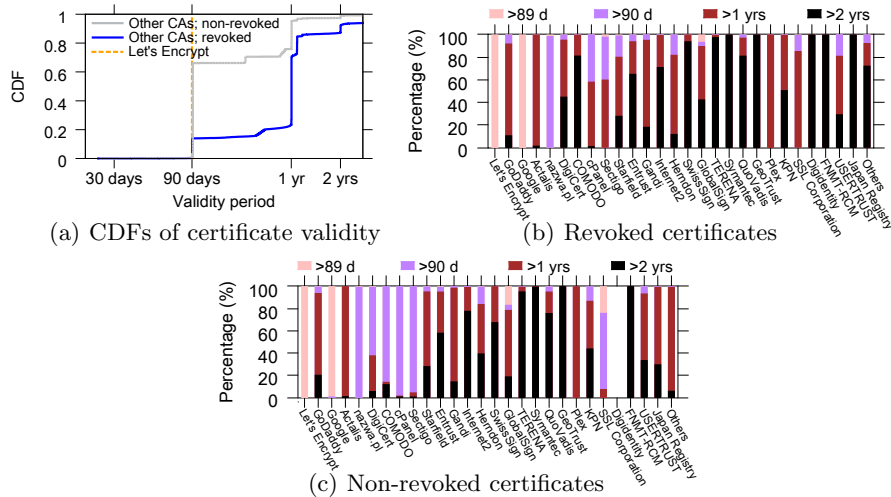 CDF
1
0.8
0.6
0.4
0.2
0
Other CAs; non-revoked
Other CAs; revoked
Let's Encrypt
30 days
90 days
1 yr
2 yrs
Validity period
(a) CDFs of certificate validity
>89 d
>90 d
>1 yrs
>2 yrs
Percentage (%)
100
80
60
40
20
0
Let's Encrypt
GoDaddy
Google
Actalis
nazwa.pl
DigiCert
COMODO
cPanel
Sectigo
Starfield
Entrust
Gandi
Internet2
Herndon
SwissSign
GlobalSign
TERENA
Symantec
QuoVadis
GeoTrust
Plex
KPN
SSL Corporation
Digidentity
FNMT-RCM
USERTRUST
Japan Registry
Others
(b) Revoked certificates
>89 d
>90 d
>1 yrs
>2 yrs
Percentage (%)
100
80
60
40
20
0
Let's Encrypt
GoDaddy
Google
Actalis
nazwa.pl
DigiCert
COMODO
cPanel
Sectigo
Starfield
Entrust
Gandi
Internet2
Herndon
SwissSign
GlobalSign
TERENA
Symantec
QuoVadis
GeoTrust
Plex
KPN
SSL Corporation
Digidentity
FNMT-RCM
USERTRUST
Japan Registry
Others
(c) Non-revoked certificates